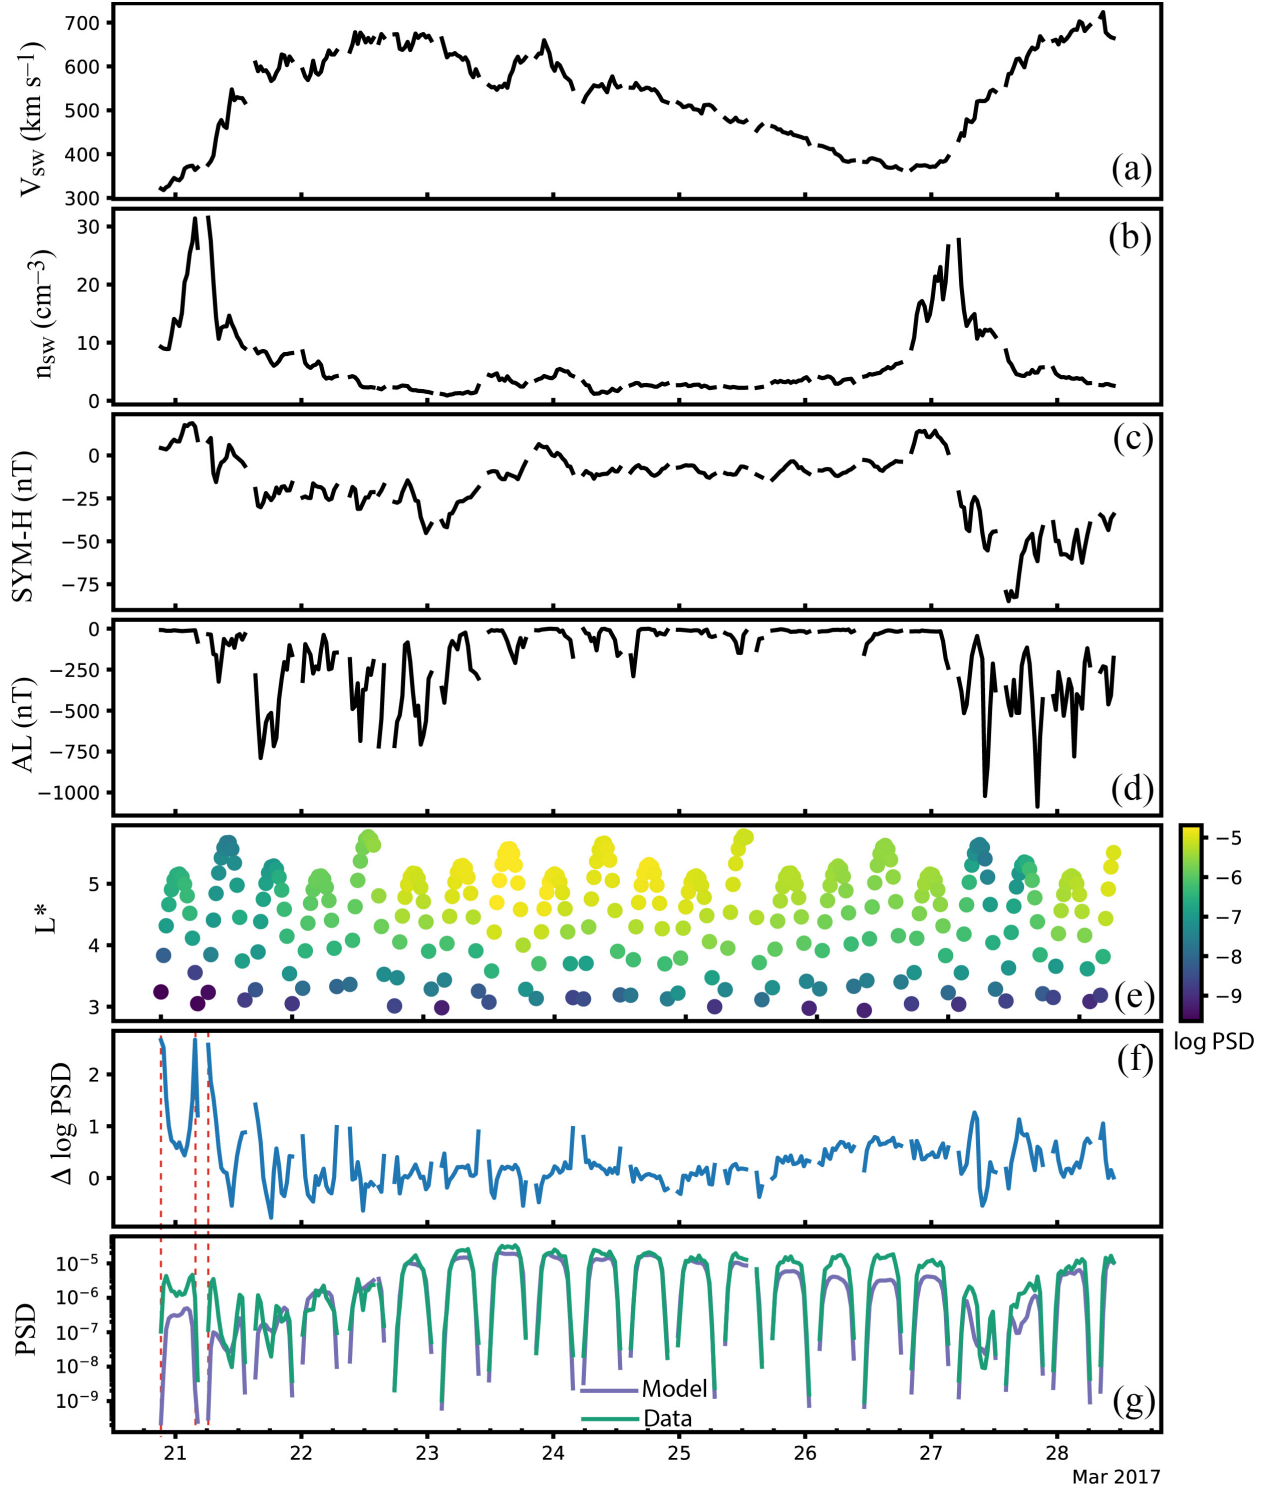 700
600
500
400
300
V_sw (km s⁻¹)
(a)
30
20
10
0
n_sw (cm⁻³)
(b)
0
−25
−50
−75
SYM-H (nT)
(c)
0
−250
−500
−750
−1000
AL (nT)
(d)
5
4
3
L*
(e)
−5
−6
−7
−8
−9
log PSD
2
1
0
Δ log PSD
(f)
10⁻⁵
10⁻⁶
10⁻⁷
10⁻⁸
10⁻⁹
PSD
Model
Data
(g)
21 22 23 24 25 26 27 28
Mar 2017